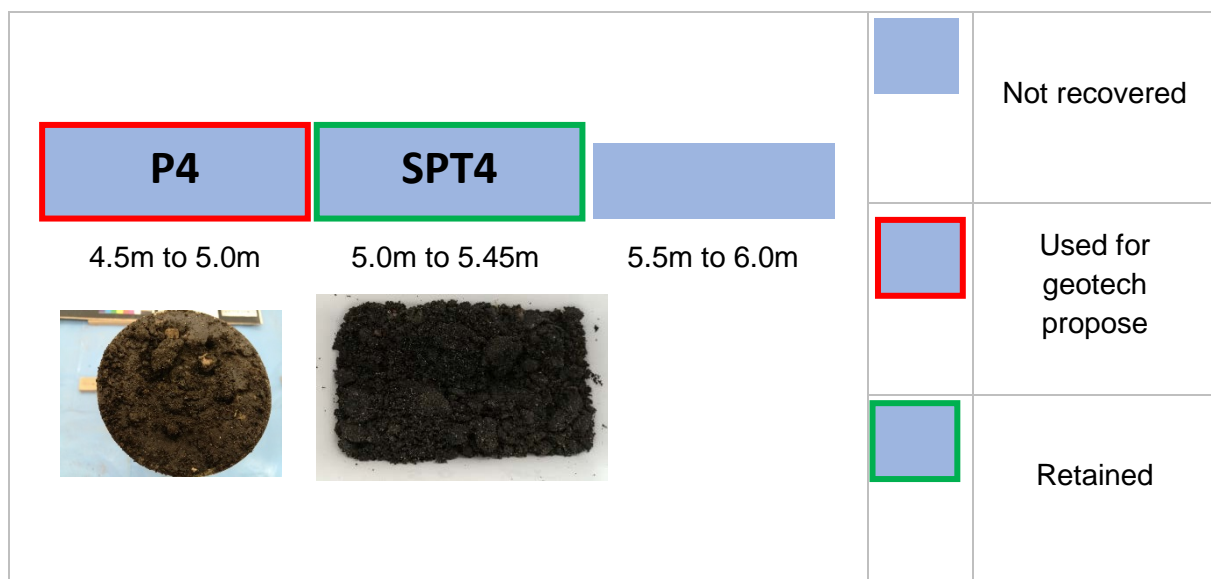 P4
SPT4
4.5m to 5.0m
5.0m to 5.45m
5.5m to 6.0m
Not recovered
Used for
geotech
propose
Retained